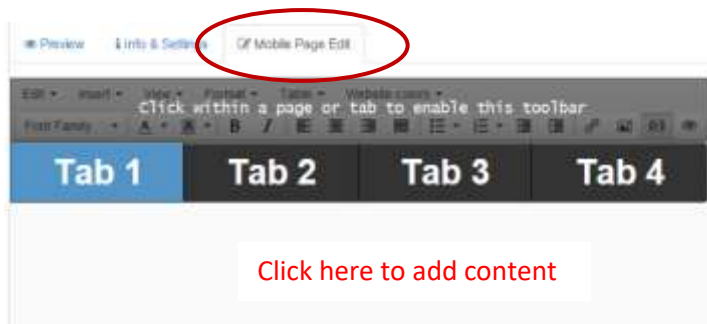 Preview Info & Settings Mobile Page Edit
Edit Insert View Format Table Website colors
Click within a page or tab to enable this toolbar
Font Family A A B I
Tab 1 Tab 2 Tab 3 Tab 4
Click here to add content